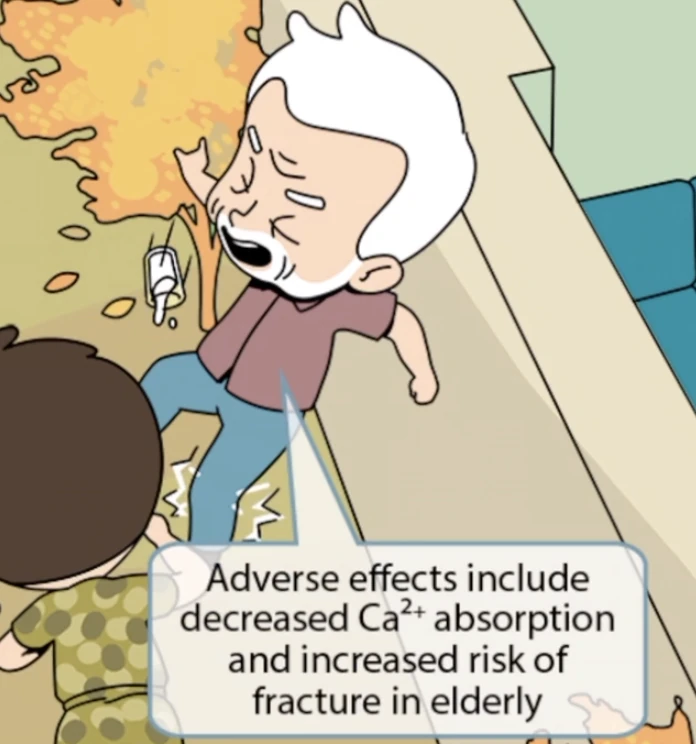 Adverse effects include
decreased Ca²⁺ absorption
and increased risk of
fracture in elderly